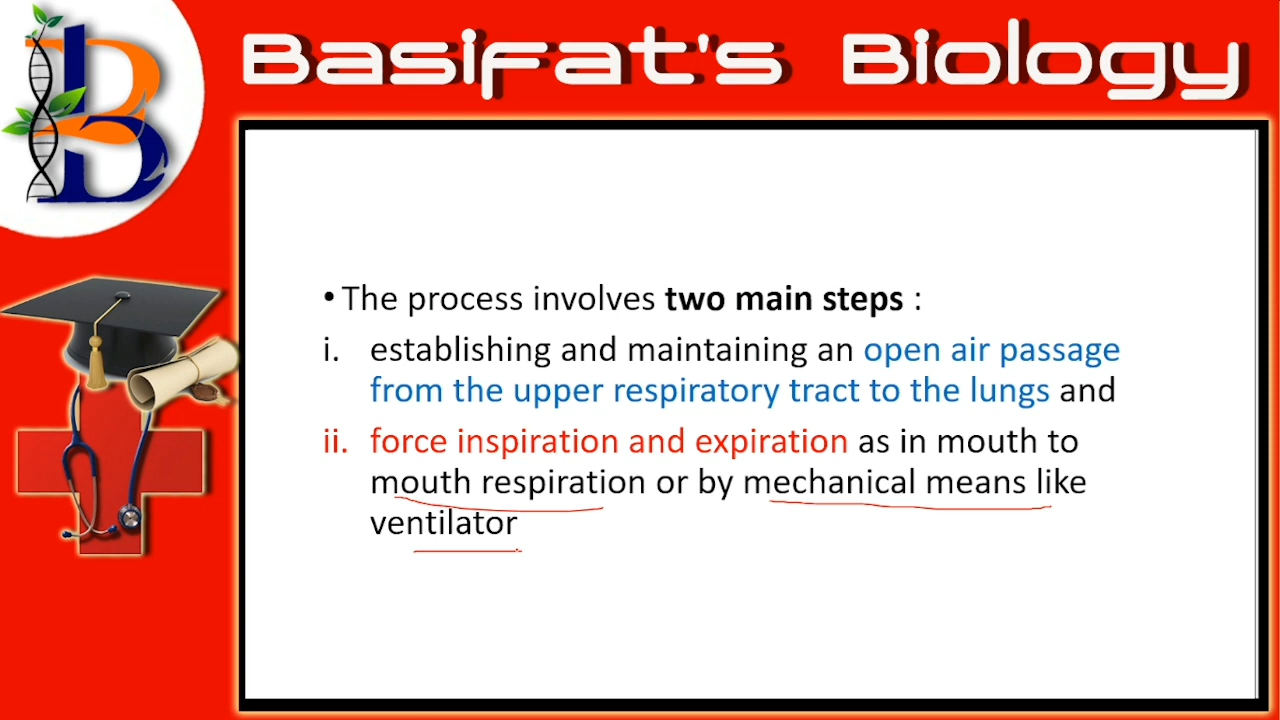 Basifat's Biology
• The process involves two main steps :
i. establishing and maintaining an open air passage
from the upper respiratory tract to the lungs and
ii. force inspiration and expiration as in mouth to
mouth respiration or by mechanical means like
ventilator